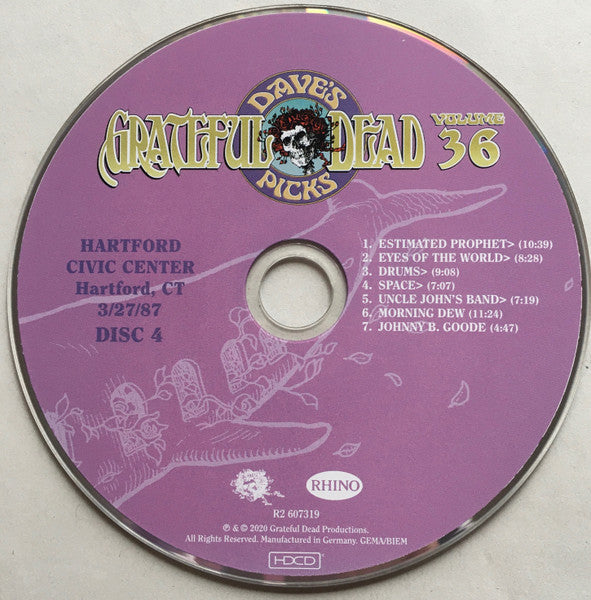 DAVE'S
GRATEFUL DEAD
PICKS
VOLUME
36
HARTFORD
CIVIC CENTER
Hartford, CT
3/27/87
DISC 4
1. ESTIMATED PROPHET> (10:39)
2. EYES OF THE WORLD> (8:28)
3. DRUMS> (9:08)
4. SPACE> (7:07)
5. UNCLE JOHN'S BAND> (7:19)
6. MORNING DEW (11:24)
7. JOHNNY B. GOODE (4:47)
RHINO
R2 607319
℗ & © 2020 Grateful Dead Productions.
All Rights Reserved. Manufactured in Germany. GEMA/BIEM
HDCD